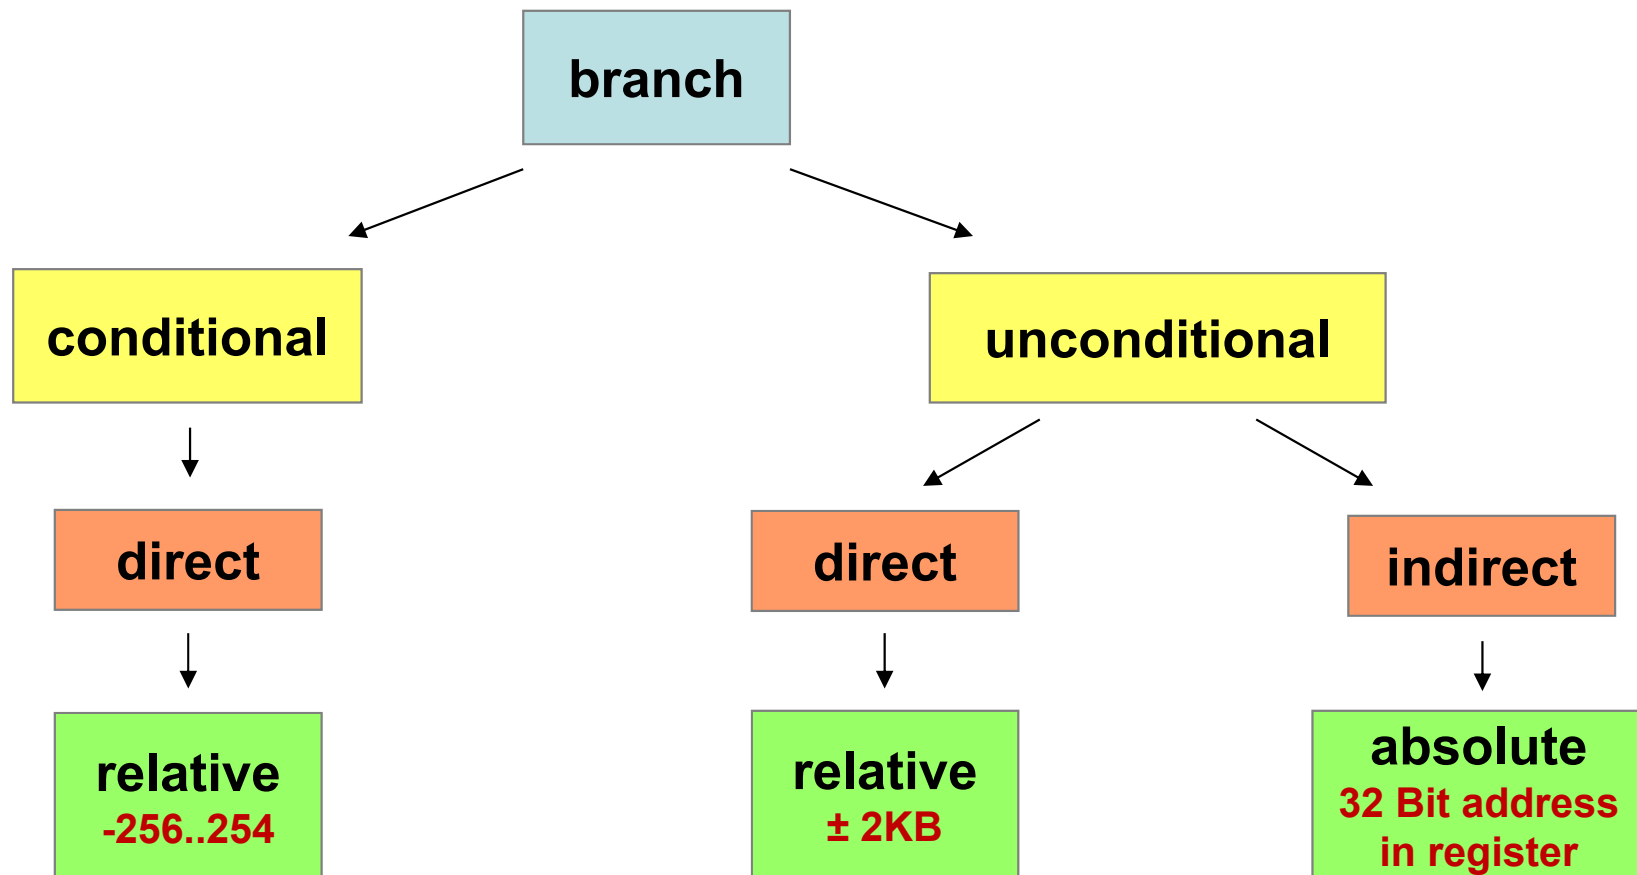 branch
conditional
unconditional
direct
direct
indirect
relative
-256..254
relative
± 2KB
absolute
32 Bit address
in register